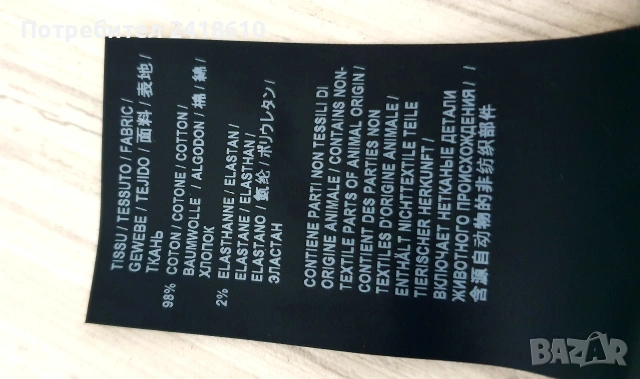 Потребител 3418610
TISSU / TESSUTO / FABRIC /
GEWEBE / TEJIDO / 面料 / 表地 /
ТКАНЬ
98% COTON / COTONE / COTTON /
BAUMWOLLE / ALGODON / 棉 / 綿 /
ХЛОПОК
2% ELASTHANNE / ELASTAN /
ELASTANE / ELASTHAN /
ELASTANO / 氨纶 / ポリウレタン /
ЭЛАСТАН
CONTIENE PARTI NON TESSILI DI
ORIGINE ANIMALE / CONTAINS NON-
TEXTILE PARTS OF ANIMAL ORIGIN /
CONTIENT DES PARTIES NON
TEXTILES D'ORIGINE ANIMALE /
ENTHÄLT NICHTTEXTILE TEILE
TIERISCHER HERKUNFT /
ВКЛЮЧАЕТ НЕТКАНЫЕ ДЕТАЛИ
ЖИВОТНОГО ПРОИСХОЖДЕНИЯ /
含源自动物的非纺织部件
BAZAR